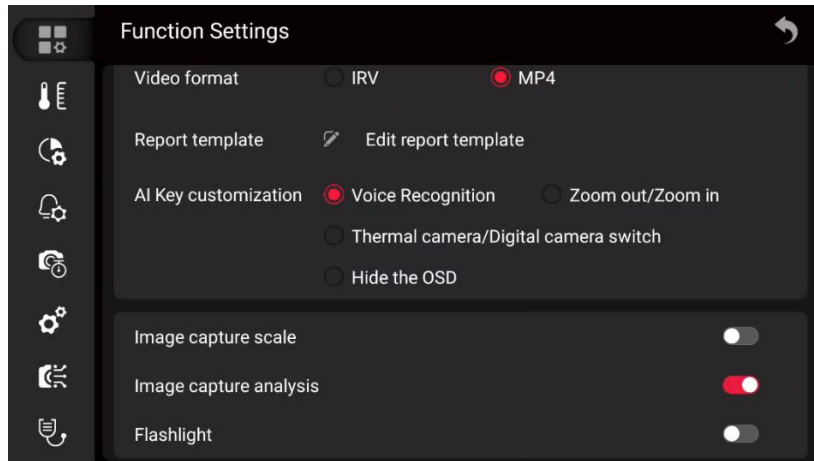 Function Settings
Video format IRV MP4
Report template Edit report template
AI Key customization Voice Recognition Zoom out/Zoom in
Thermal camera/Digital camera switch
Hide the OSD
Image capture scale
Image capture analysis
Flashlight